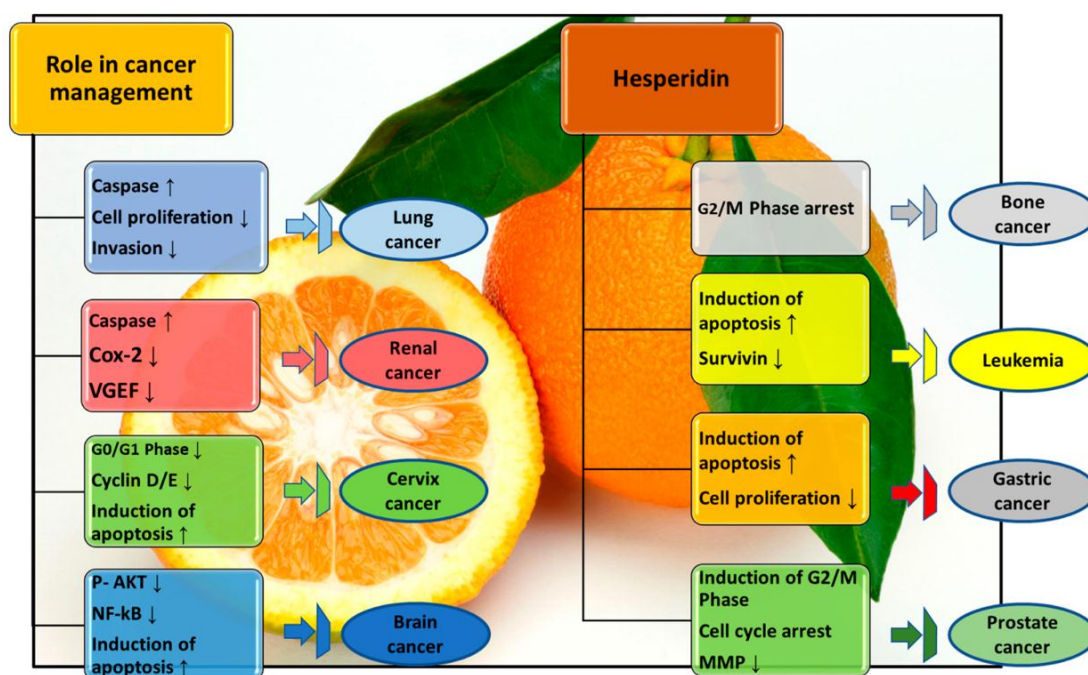 Role in cancer
management
Caspase ↑
Cell proliferation ↓
Invasion ↓
Lung
cancer
Caspase ↑
Cox-2 ↓
VGEF ↓
Renal
cancer
G0/G1 Phase ↓
Cyclin D/E ↓
Induction of
apoptosis ↑
Cervix
cancer
P- AKT ↓
NF-kB ↓
Induction of
apoptosis ↑
Brain
cancer
Hesperidin
G2/M Phase arrest
Bone
cancer
Induction of
apoptosis ↑
Survivin ↓
Leukemia
Induction of
apoptosis ↑
Cell proliferation ↓
Gastric
cancer
Induction of G2/M
Phase
Cell cycle arrest
MMP ↓
Prostate
cancer